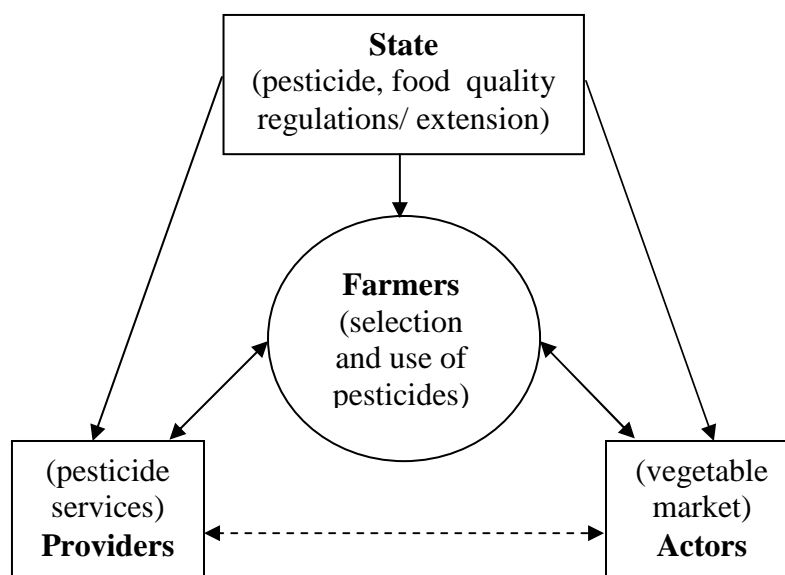 State
(pesticide, food quality
regulations/ extension)
Farmers
(selection
and use of
pesticides)
(pesticide
services)
Providers
(vegetable
market)
Actors